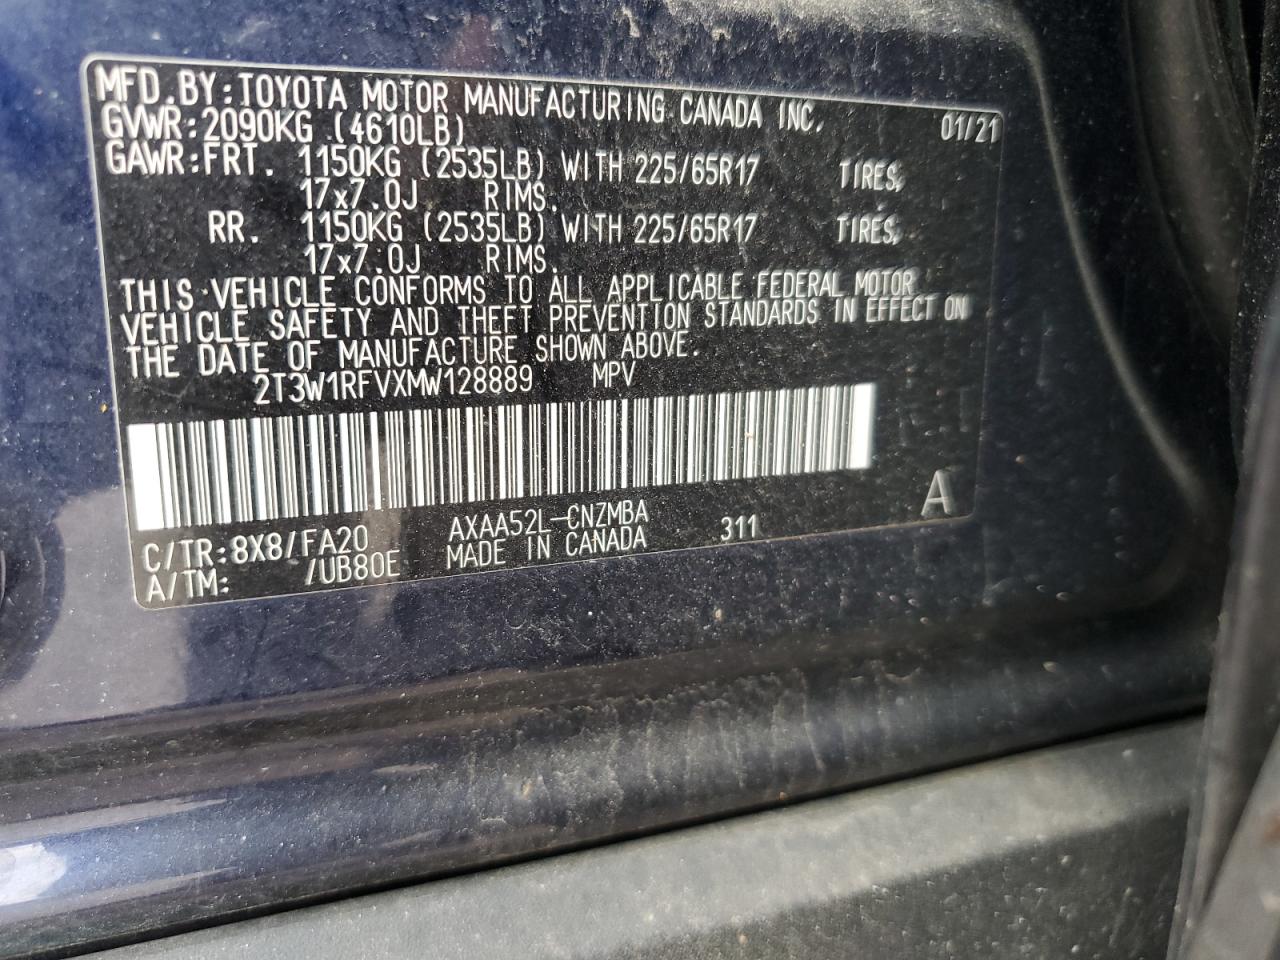 MFD.BY:TOYOTA MOTOR MANUFACTURING CANADA INC. 01/21
GVWR:2090KG (4610LB)
GAWR:FRT. 1150KG (2535LB) WITH 225/65R17 TIRES,
17x7.0J RIMS.
RR. 1150KG (2535LB) WITH 225/65R17 TIRES,
17x7.0J RIMS.
THIS VEHICLE CONFORMS TO ALL APPLICABLE FEDERAL MOTOR
VEHICLE SAFETY AND THEFT PREVENTION STANDARDS IN EFFECT ON
THE DATE OF MANUFACTURE SHOWN ABOVE.
2T3W1RFVXMW128889 MPV
A
C/TR:8X8/FA20 AXAA52L-CNZMBA 311
A/TM: /UB80E MADE IN CANADA